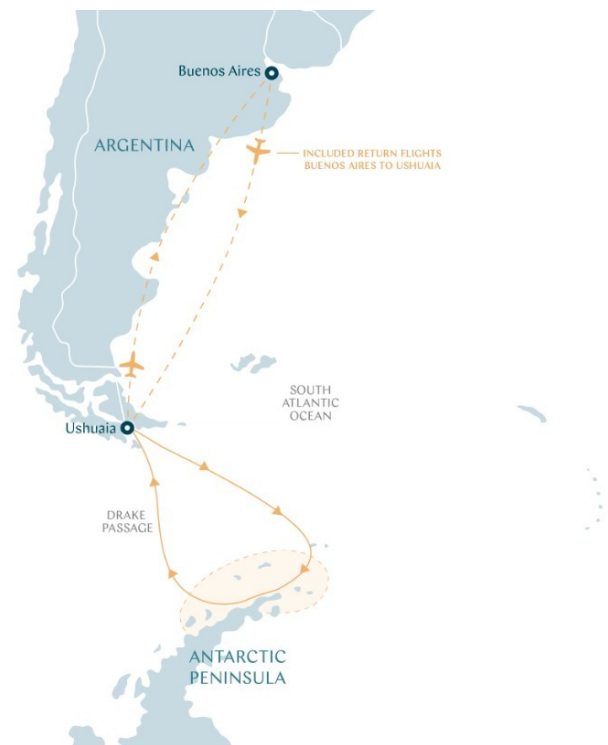 Buenos Aires
ARGENTINA
INCLUDED RETURN FLIGHTS
BUENOS AIRES TO USHUAIA
SOUTH
ATLANTIC
OCEAN
Ushuaia
DRAKE
PASSAGE
ANTARCTIC
PENINSULA